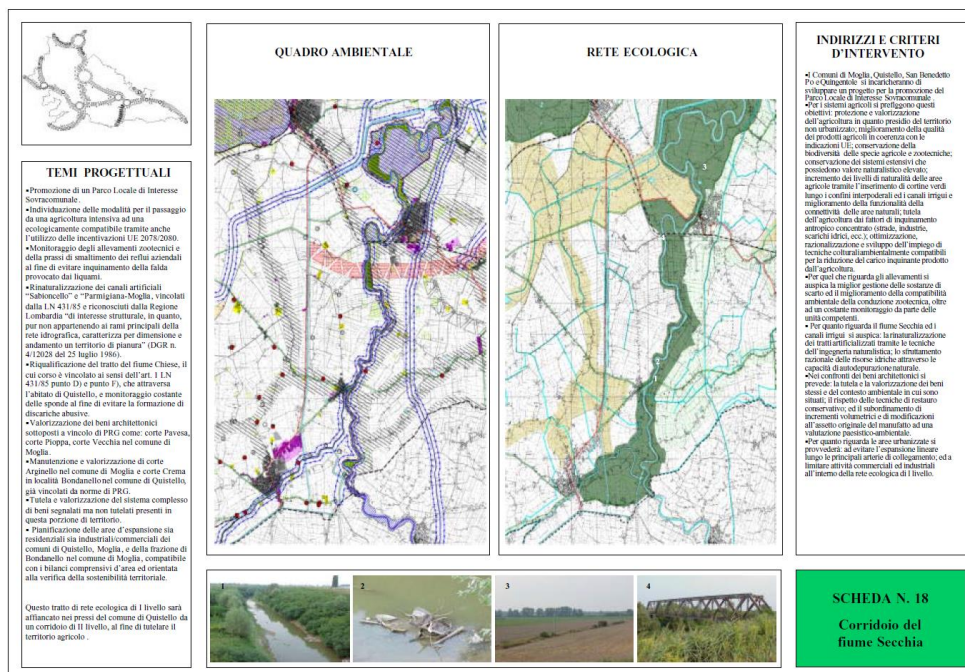 QUADRO AMBIENTALE
RETE ECOLOGICA
3
1
TEMI PROGETTUALI
•Promozione di un Parco Locale di Interesse
Sovracomunale.
•Individuazione delle modalità per il passaggio
da una agricoltura intensiva ad una
ecologicamente compatibile tramite anche
l'utilizzo delle incentivazioni UE 2078/2080.
•Monitoraggio degli allevamenti zootecnici e
della prassi di smaltimento dei reflui aziendali
al fine di evitare inquinamento della falda
provocato dai liquami.
•Rinaturalizzazione dei canali artificiali
"Sabioncello" e "Parmigiana-Moglia, vincolati
dalla LN 431/85 e riconosciuti dalla Regione
Lombardia "di interesse strutturale, in quanto,
pur non appartenendo ai rami principali della
rete idrografica, caratterizza per dimensione e
andamento un territorio di pianura" (DGR n.
4/12028 del 25 luglio 1986).
•Riqualificazione del tratto del fiume Chiese, il
cui corso è vincolato ai sensi dell'art. 1 LN
431/85 punto D) e punto F), che attraversa
l'abitato di Quistello, e monitoraggio costante
delle sponde al fine di evitare la formazione di
discariche abusive.
•Valorizzazione dei beni architettonici
sottoposti a vincolo di PRG come: corte Pavesa,
corte Pioppa, corte Vecchia nel comune di
Moglia.
•Manutenzione e valorizzazione di corte
Arginello nel comune di Moglia e corte Crema
in località Bondanello nel comune di Quistello,
già vincolati da norme di PRG.
•Tutela e valorizzazione del sistema complesso
di beni segnalati ma non tutelati presenti in
questa porzione di territorio.
• Pianificazione delle aree d'espansione sia
residenziali sia industriali/commerciali dei
comuni di Quistello, Moglia, e della frazione di
Bondanello nel comune di Moglia, compatibile
con i bilanci comprensivi d'area ed orientata
alla verifica della sostenibilità territoriale.
Questo tratto di rete ecologica di I livello sarà
affiancato nei pressi del comune di Quistello da
un corridoio di II livello, al fine di tutelare il
territorio agricolo .
INDIRIZZI E CRITERI
D'INTERVENTO
•I Comuni di Moglia, Quistello, San Benedetto
Po e Quingentole si incaricheranno di
sviluppare un progetto per la promozione del
Parco Locale di Interesse Sovracomunale .
•Per i sistemi agricoli si prefiggono questi
obiettivi: protezione e valorizzazione
dell'agricoltura in quanto presidio del territorio
non urbanizzato; miglioramento della qualità
dei prodotti agricoli in coerenza con le
indicazioni UE; conservazione della
biodiversità delle specie agricole e zootecniche;
conservazione dei sistemi estensivi che
possiedono valore naturalistico elevato;
incremento dei livelli di naturalità delle aree
agricole tramite l'inserimento di cortine verdi
lungo i confini interpoderali ed i canali irrigui e
miglioramento della funzionalità della
connettività delle aree naturali; tutela
dell'agricoltura dai fattori di inquinamento
antropico concentrato (strade, industrie,
scarichi idrici, ecc.); ottimizzazione,
razionalizzazione e sviluppo dell'impiego di
tecniche colturali ambientalmente compatibili
per la riduzione del carico inquinante prodotto
dall'agricoltura.
•Per quel che riguarda gli allevamenti si
auspica la miglior gestione delle sostanze di
scarto ed il miglioramento della compatibilità
ambientale della conduzione zootecnica, oltre
ad un costante monitoraggio da parte delle
unità competenti.
• Per quanto riguarda il fiume Secchia ed i
canali irrigui si auspica: la rinaturalizzazione
dei tratti artificializzati tramite le tecniche
dell'ingegneria naturalistica; lo sfruttamento
razionale delle risorse idriche attraverso le
capacità di autodepurazione naturale.
•Nei confronti dei beni architettonici si
prevede: la tutela e la valorizzazione dei beni
stessi e del contesto ambientale in cui sono
situati; il rispetto delle tecniche di restauro
conservativo; ed il subordinamento di
incrementi volumetrici e di modificazioni
all'assetto originale del manufatto ad una
valutazione paesistico-ambientale.
•Per quanto riguarda le aree urbanizzate si
provvederà: ad evitare l'espansione lineare
lungo le principali arterie di collegamento; ed a
limitare attività commerciali ed industriali
all'interno della rete ecologica di I livello.
1
2
3
4
SCHEDA N. 18
Corridoio del
fiume Secchia